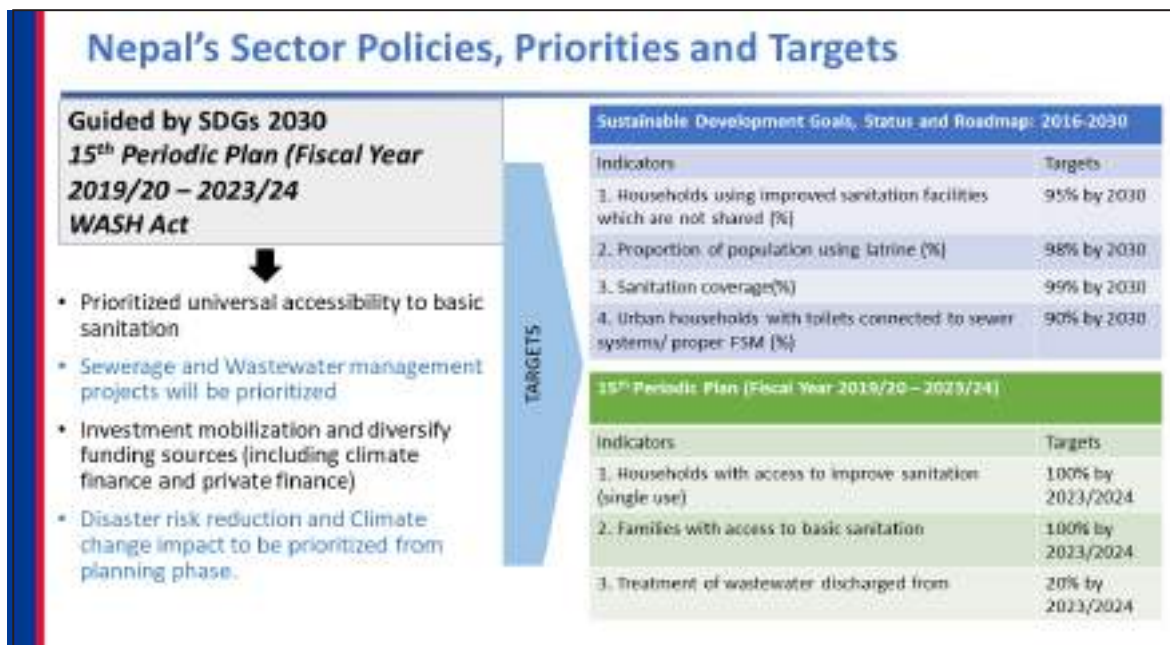 Nepal's Sector Policies, Priorities and Targets
Guided by SDGs 2030
15th Periodic Plan (Fiscal Year
2019/20 – 2023/24
WASH Act
• Prioritized universal accessibility to basic
sanitation
• Sewerage and Wastewater management
projects will be prioritized
• Investment mobilization and diversify
funding sources (including climate
finance and private finance)
• Disaster risk reduction and Climate
change impact to be prioritized from
planning phase.
TARGETS
Sustainable Development Goals, Status and Roadmap: 2016-2030
Indicators Targets
1. Households using improved sanitation facilities 95% by 2030
which are not shared (%)
2. Proportion of population using latrine (%) 98% by 2030
3. Sanitation coverage(%) 99% by 2030
4. Urban households with toilets connected to sewer 90% by 2030
systems/ proper FSM (%)
15th Periodic Plan (Fiscal Year 2019/20 – 2023/24)
Indicators Targets
1. Households with access to improve sanitation 100% by
(single use) 2023/2024
2. Families with access to basic sanitation 100% by
2023/2024
3. Treatment of wastewater discharged from 20% by
2023/2024